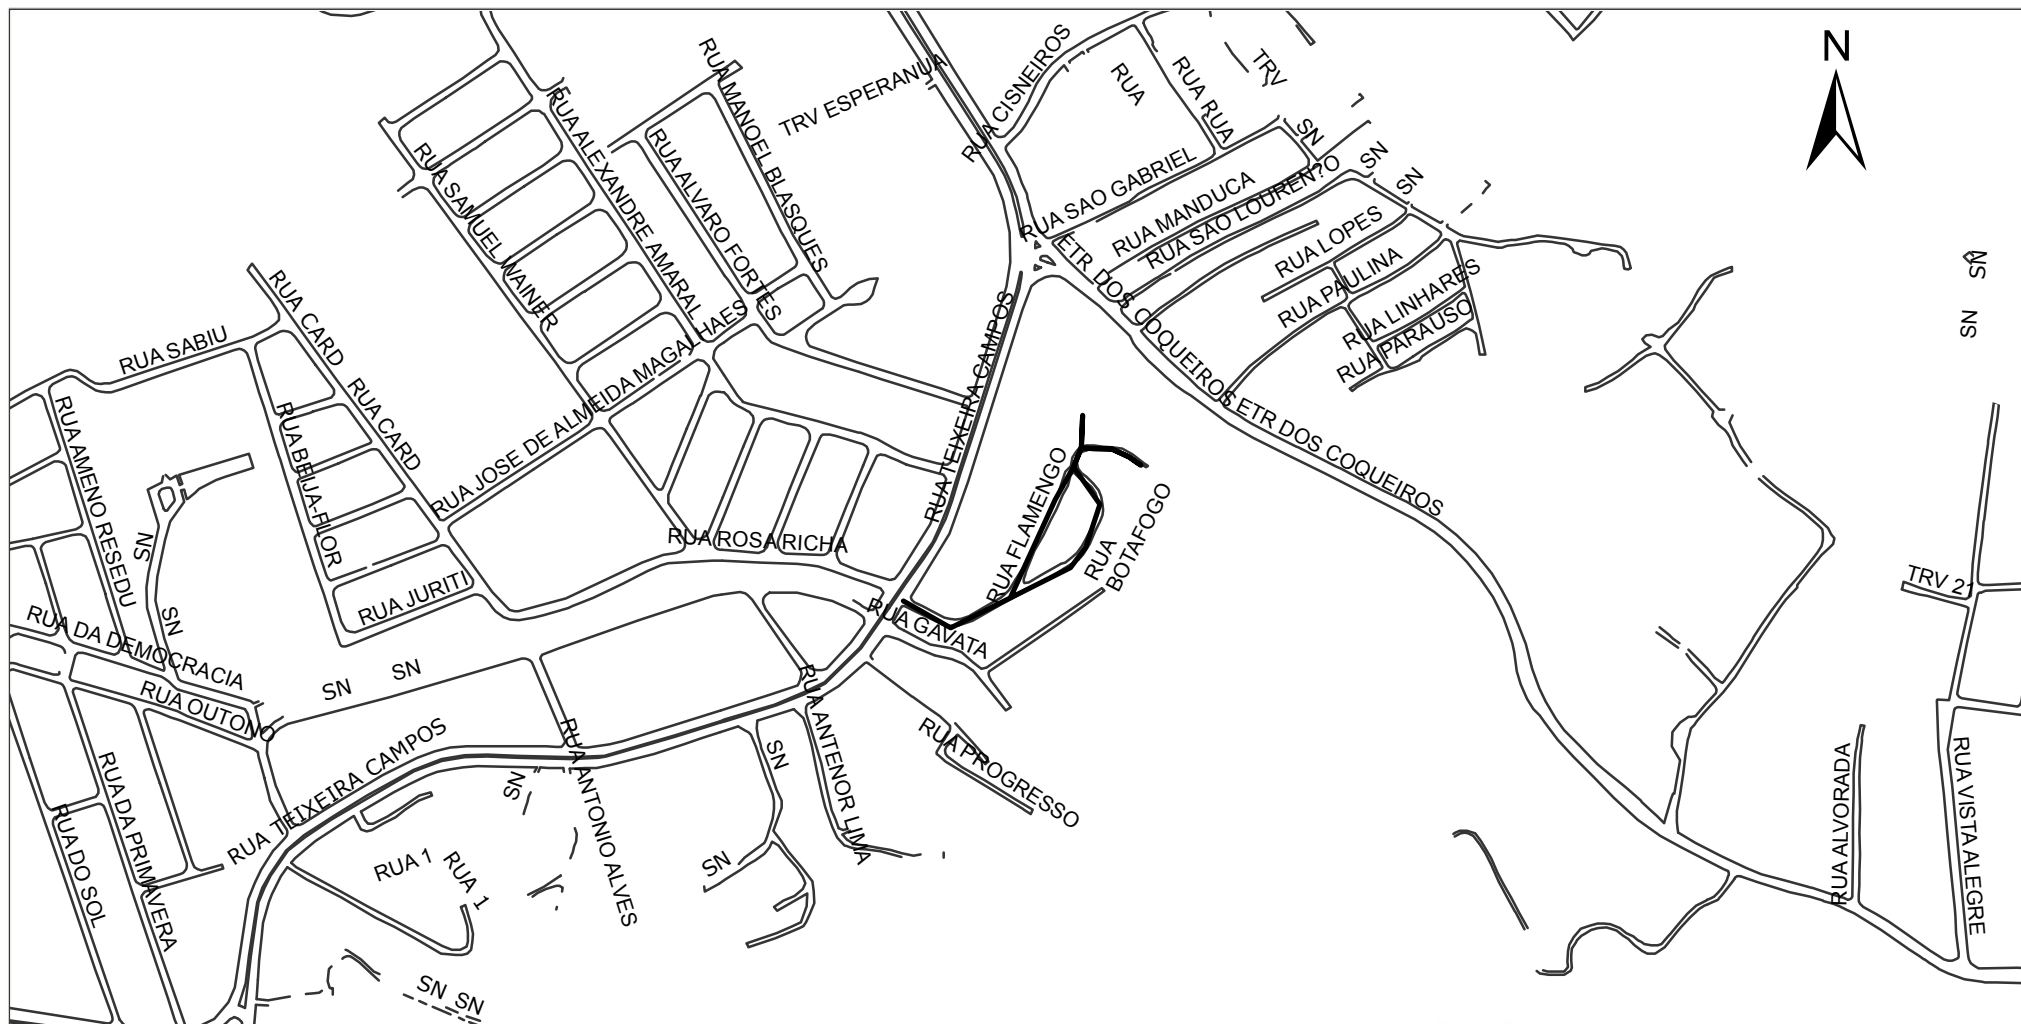 N
RUA CISNEIROS
RUA MANOEL BLASQUES
TRV ESPERANUA
RUA
RUA RUA
TRV
RUA ALEXANDRE AMARAL
RUA ALVARO FORTES
RUA SAMUEL WAINER
RUA SAO GABRIEL
SN
SN
SN
RUA MANDUCA
RUA SAO LOUREN?O
RUA LOPES
RUA PAULINA
RUA LINHARES
RUA PARAUSO
ETR DOS COQUEIROS
ETR DOS COQUEIROS
SN
SN
RUA CARD
RUA CARD
RUA SABIU
RUA JOSE DE ALMEIDA MAGALHAES
RUA TEIXEIRA CAMPOS
RUA AMENO RESEDU
RUA BEIJA-FLOR
RUA FLAMENGO
RUA
BOTAFOGO
RUA ROSA RICHA
SN
SN
RUA JURITI
RUA GAVATA
TRV 21
RUA DA DEMOCRACIA
SN
SN
RUA OUTONO
RUA TEIXEIRA CAMPOS
RUA ANTENOR LIMA
RUA PROGRESSO
RUA ANTONIO ALVES
SN
SN
SN
RUA DA PRIMAVERA
RUA DO SOL
RUA 1
RUA 1
RUA ALVORADA
RUA VISTA ALEGRE
SN SN